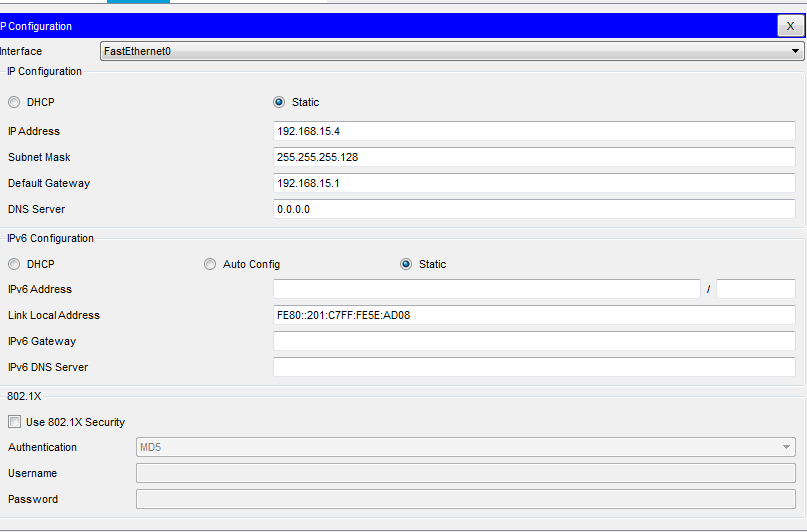 IP Configuration X
Interface FastEthernet0
IP Configuration
DHCP Static
IP Address 192.168.15.4
Subnet Mask 255.255.255.128
Default Gateway 192.168.15.1
DNS Server 0.0.0.0
IPv6 Configuration
DHCP Auto Config Static
IPv6 Address /
Link Local Address FE80::201:C7FF:FE5E:AD08
IPv6 Gateway
IPv6 DNS Server
802.1X
Use 802.1X Security
Authentication MD5
Username
Password